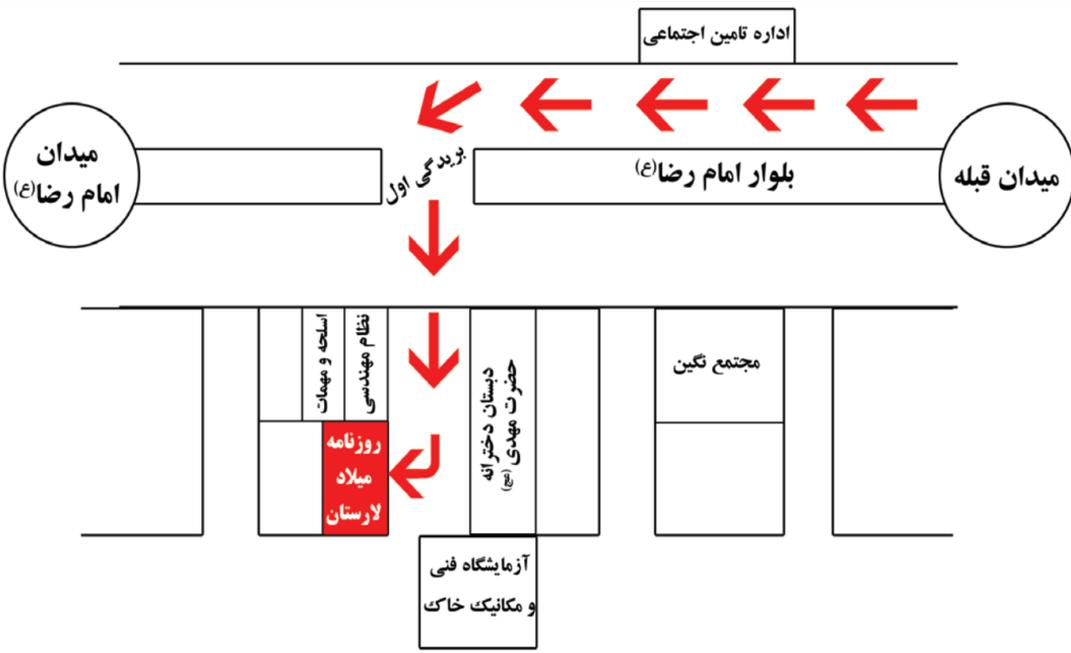 اداره تامین اجتماعی
میدان قبله
بلوار امام رضا(ع)
بریدگی اول
میدان
امام رضا(ع)
مجتمع نگین
دبستان دخترانه
حضرت مهدی(عج)
نظام مهندسی
اسلحه و مهمات
روزنامه
میلاد
لارستان
آزمایشگاه فنی
و مکانیک خاک